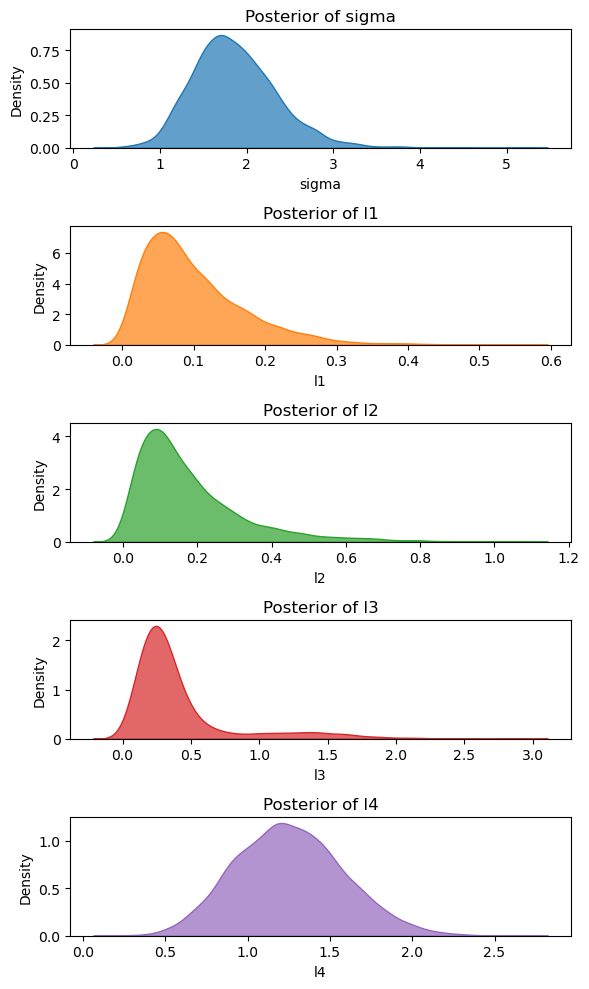 Posterior of sigma
Density
0.75
0.50
0.25
0.00
0 1 2 3 4 5
sigma
Posterior of l1
Density
6
4
2
0
0.0 0.1 0.2 0.3 0.4 0.5 0.6
l1
Posterior of l2
Density
4
2
0
0.0 0.2 0.4 0.6 0.8 1.0 1.2
l2
Posterior of l3
Density
2
1
0
0.0 0.5 1.0 1.5 2.0 2.5 3.0
l3
Posterior of l4
Density
1.0
0.5
0.0
0.0 0.5 1.0 1.5 2.0 2.5
l4